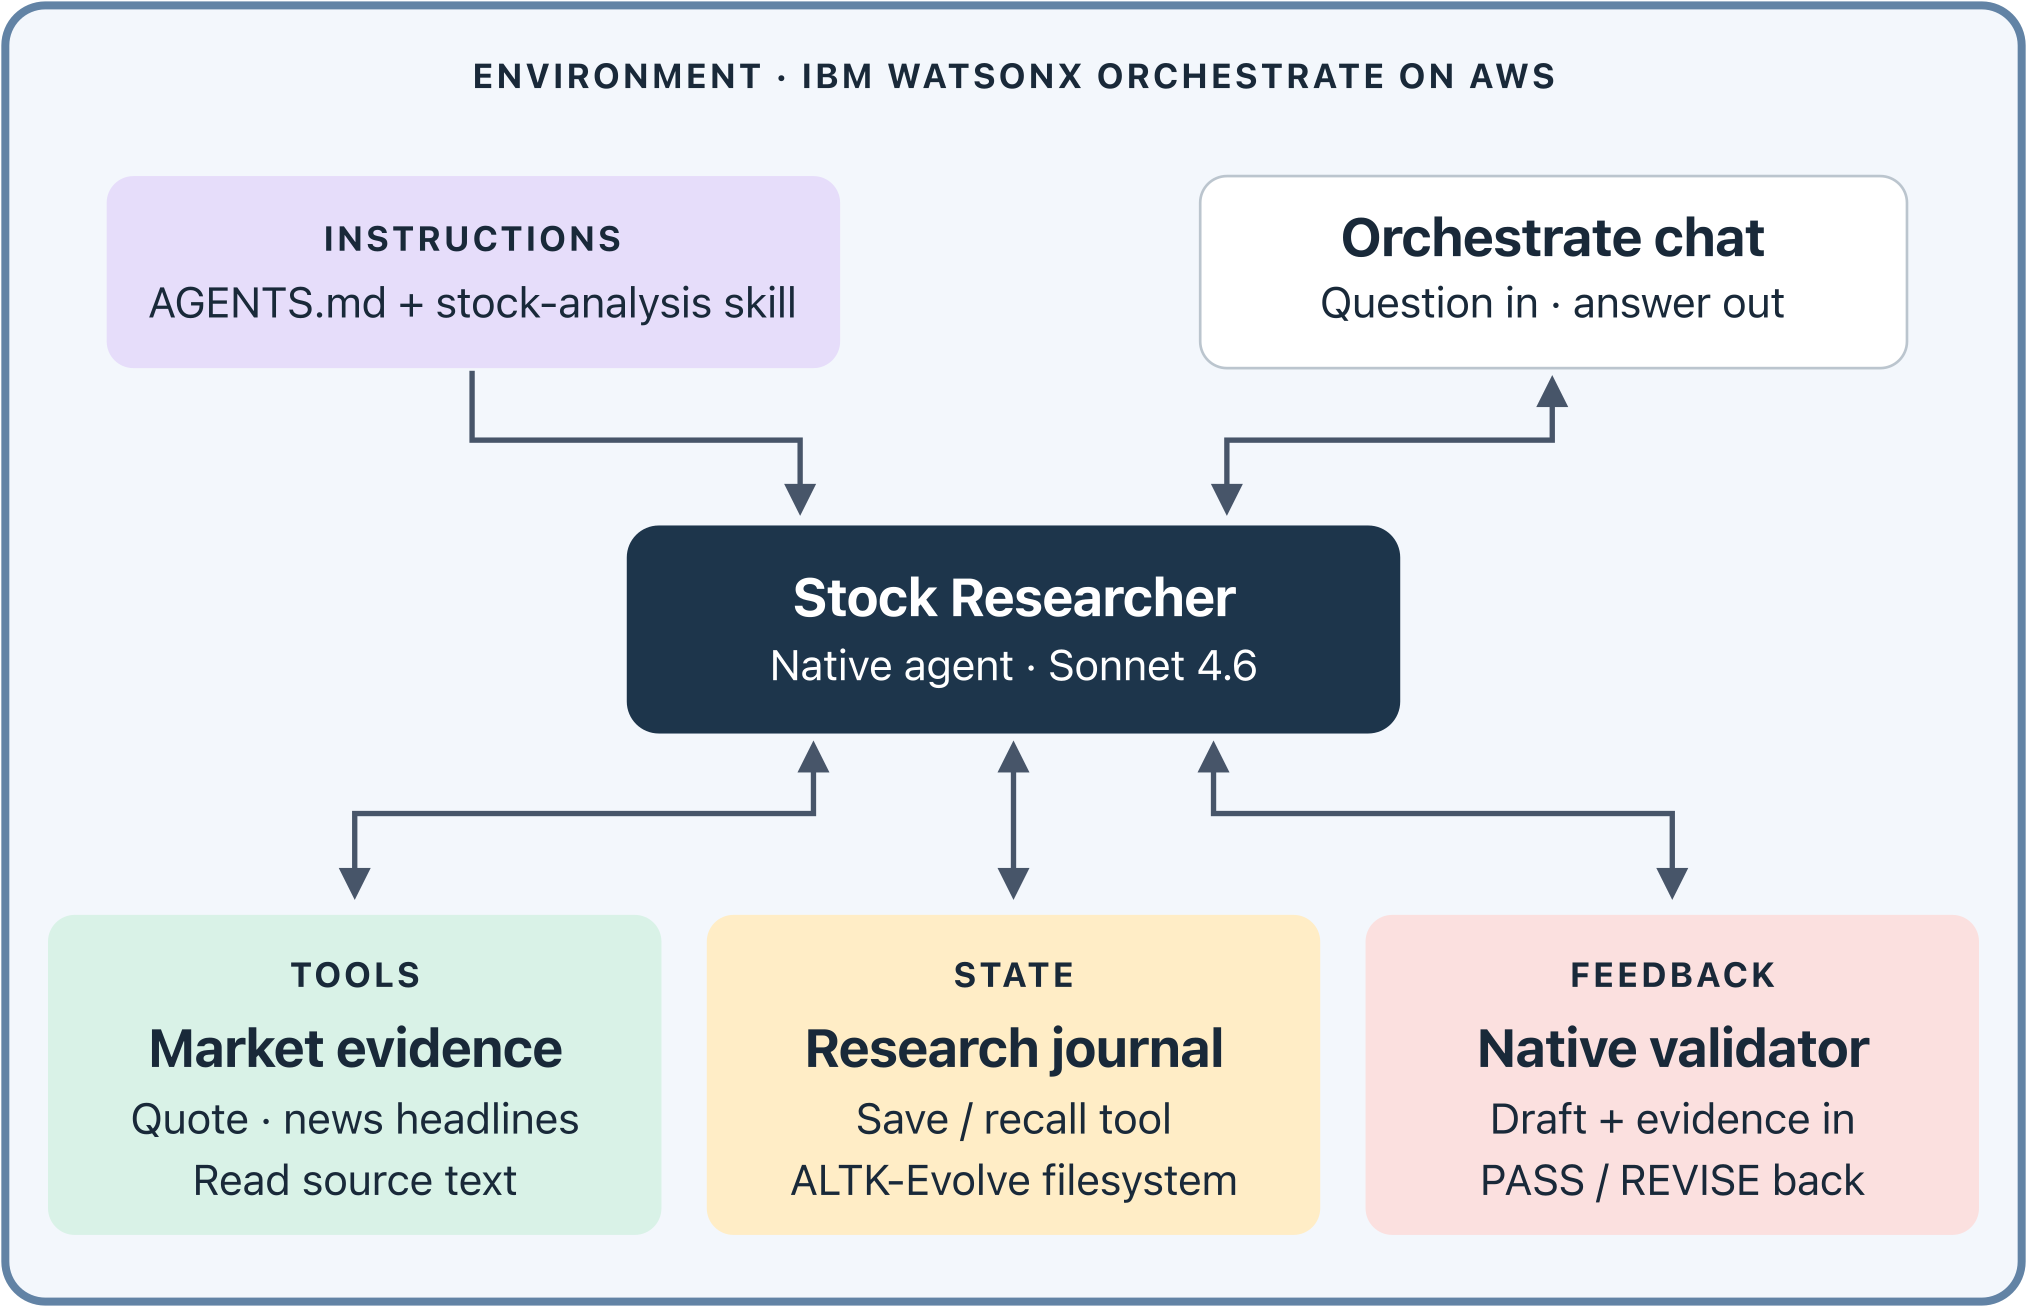 ENVIRONMENT · IBM WATSONX ORCHESTRATE ON AWS
INSTRUCTIONS
AGENTS.md + stock-analysis skill
Orchestrate chat
Question in · answer out
Stock Researcher
Native agent · Sonnet 4.6
TOOLS
Market evidence
Quote · news headlines
Read source text
STATE
Research journal
Save / recall tool
ALTK-Evolve filesystem
FEEDBACK
Native validator
Draft + evidence in
PASS / REVISE back